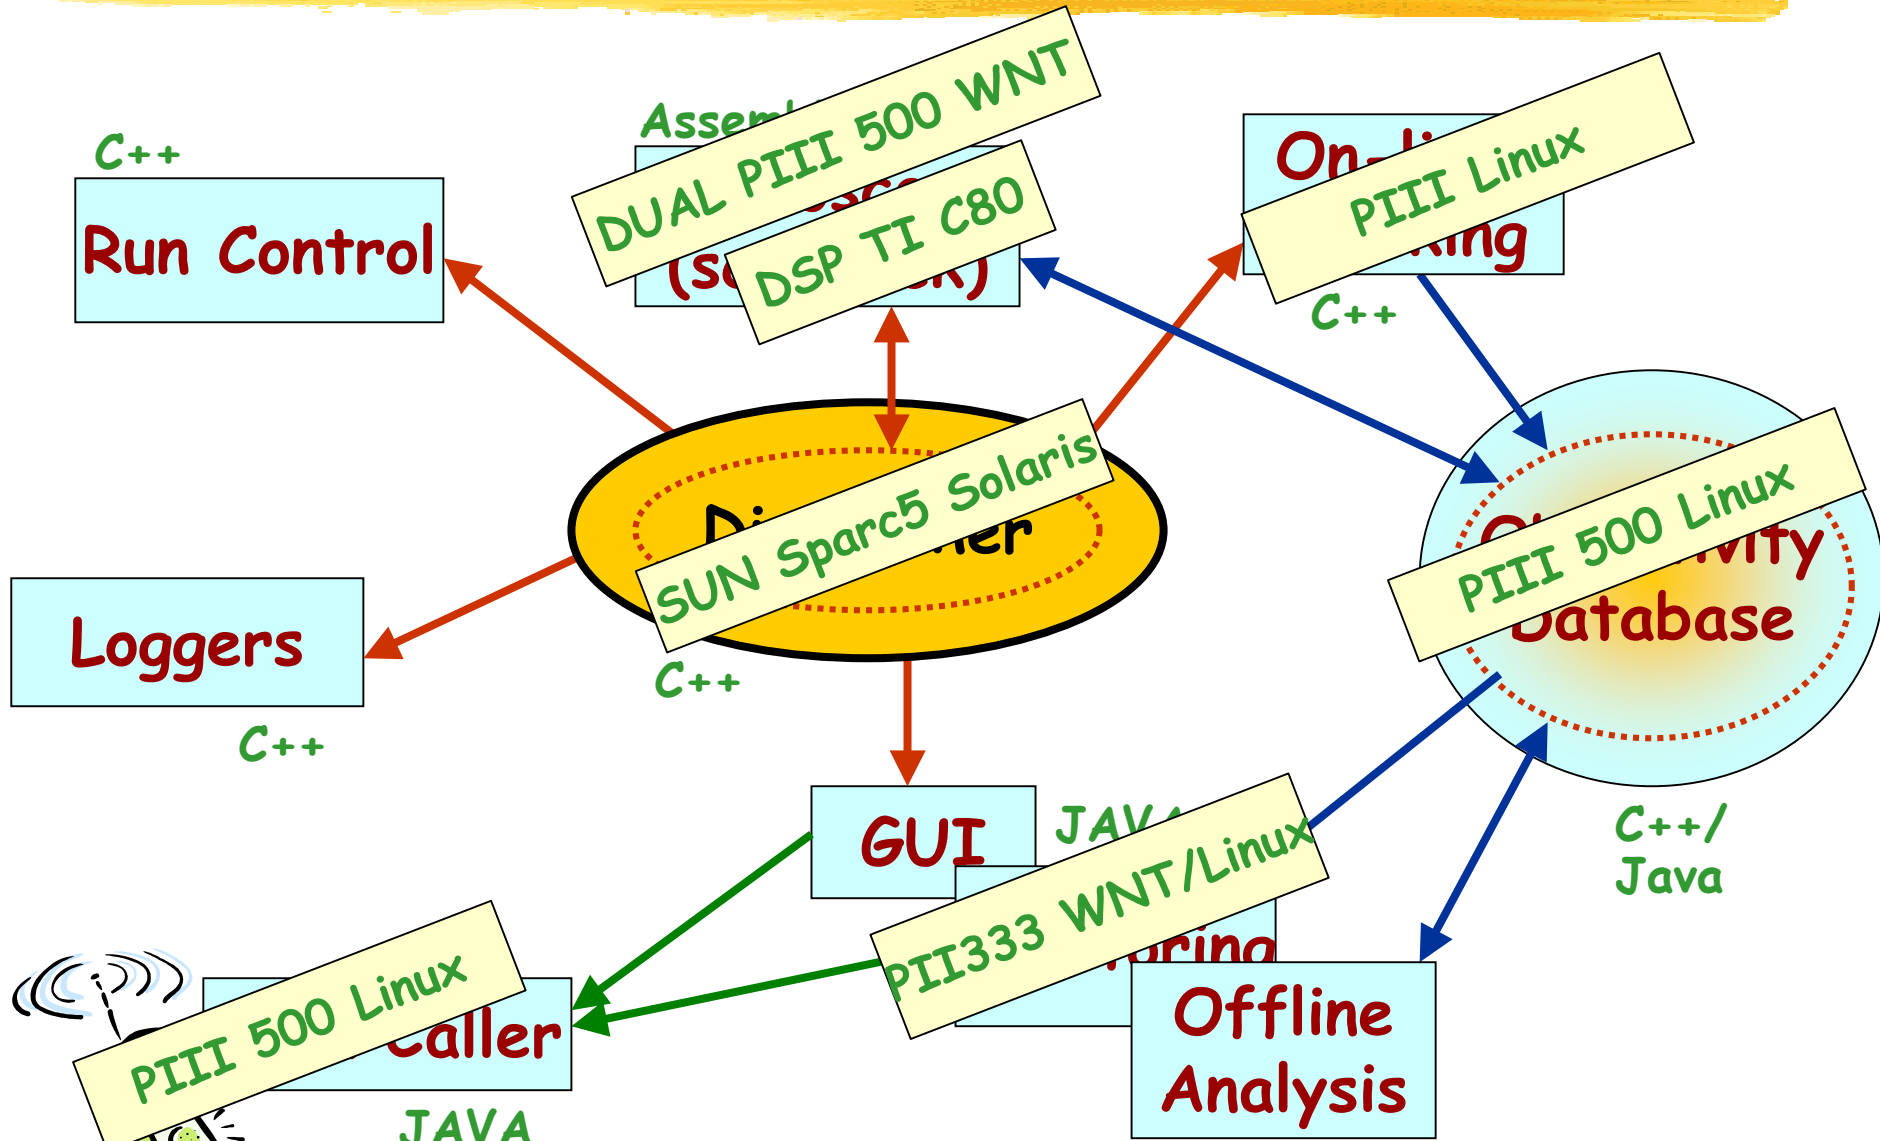 C++
Run Control
DUAL PIII 500 WNT
DSP TI C80
PIII Linux
C++
SUN Sparc5 Solaris
C++
PIII 500 Linux
Database
C++/
Java
Loggers
C++
GUI
JAVA
PII333 WNT/Linux
Offline
Analysis
PIII 500 Linux
Caller
JAVA